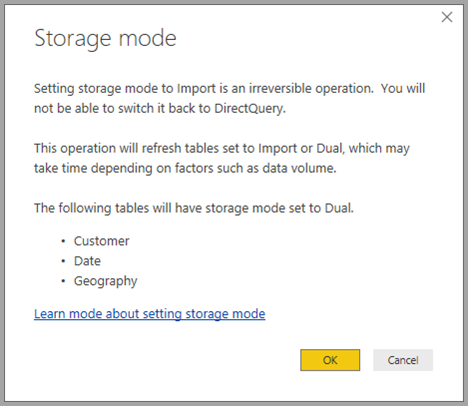 Storage mode
Setting storage mode to Import is an irreversible operation.  You will
not be able to switch it back to DirectQuery.
This operation will refresh tables set to Import or Dual, which may
take time depending on factors such as data volume.
The following tables will have storage mode set to Dual.
• Customer
• Date
• Geography
Learn mode about setting storage mode
OK
Cancel